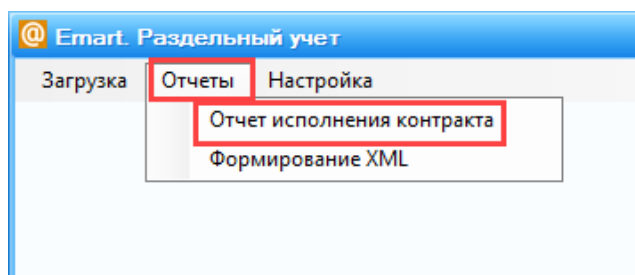 @ Emart. Раздельный учет
Загрузка Отчеты Настройка
Отчет исполнения контракта
Формирование XML